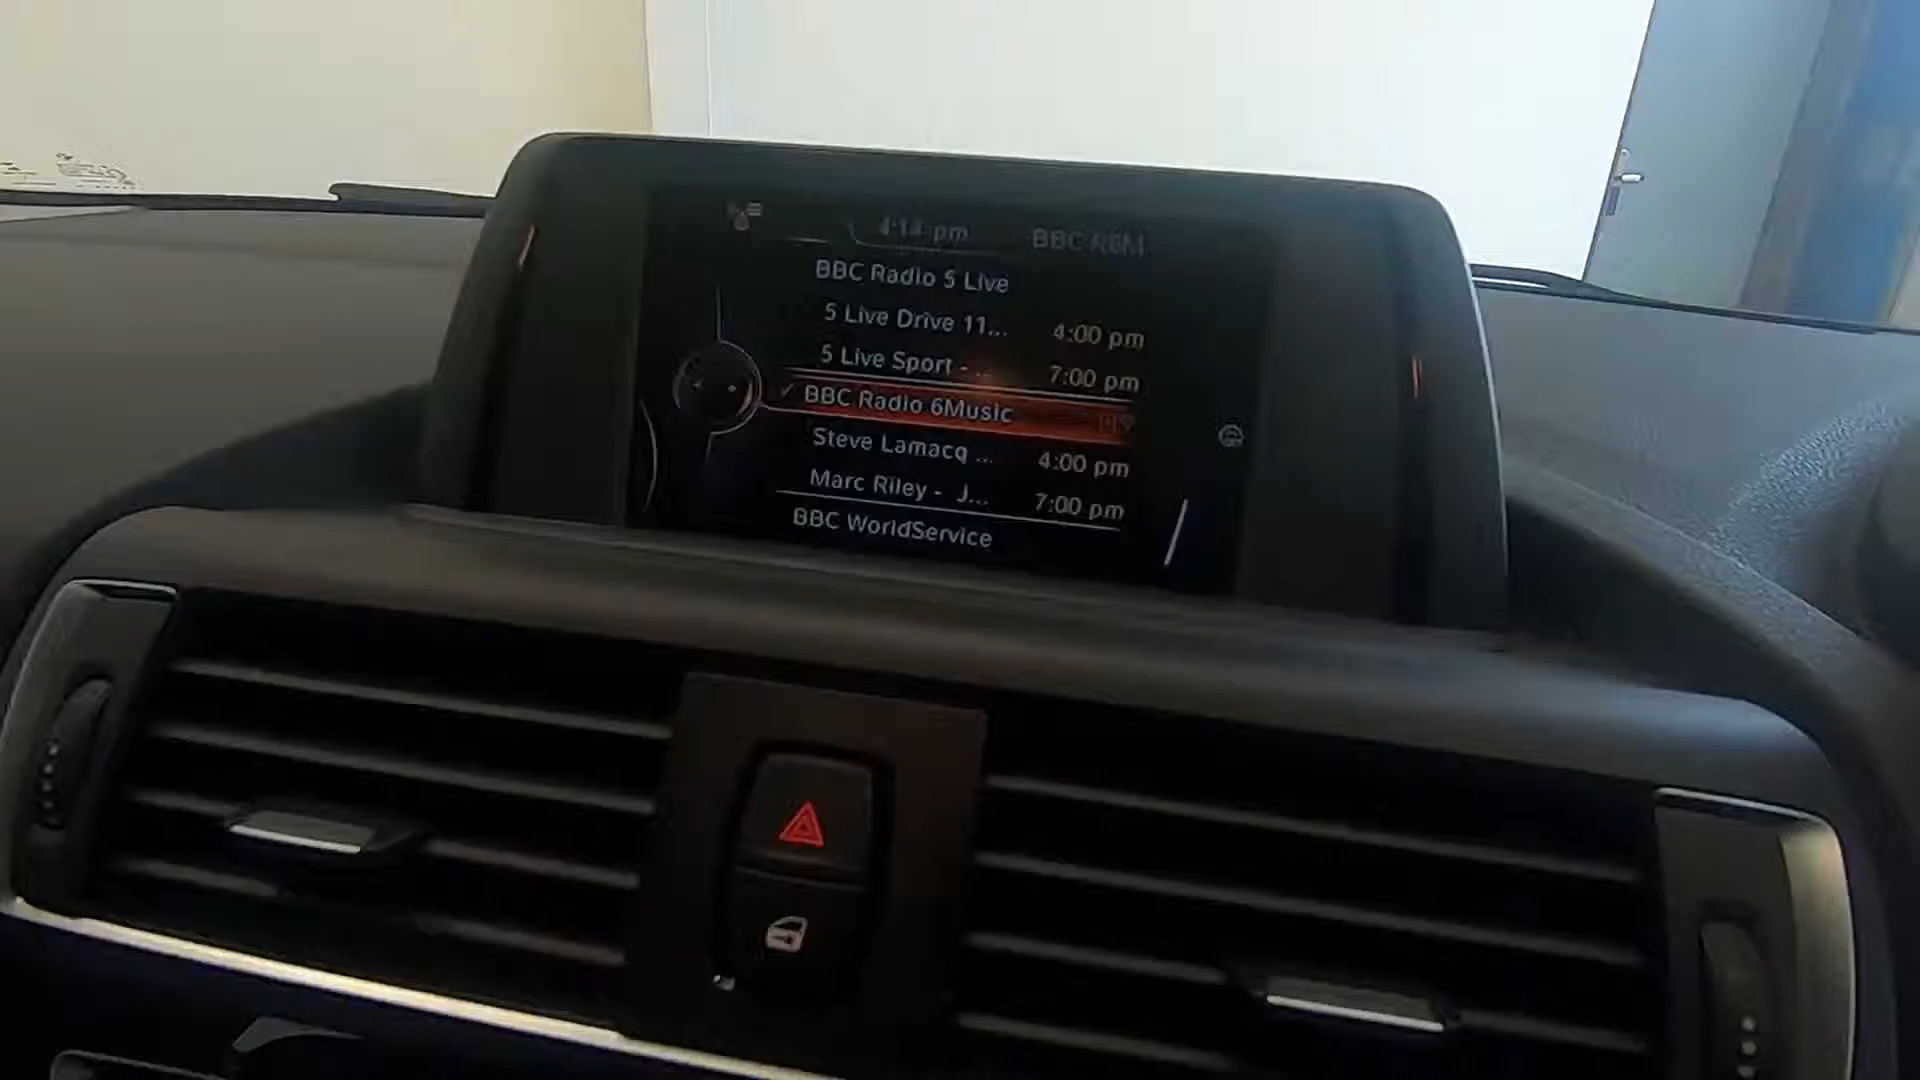 4:14 pm BBC R6M
BBC Radio 5 Live
5 Live Drive 11... 4:00 pm
5 Live Sport - ... 7:00 pm
✓ BBC Radio 6Music
Steve Lamacq ... 4:00 pm
Marc Riley - J... 7:00 pm
BBC WorldService